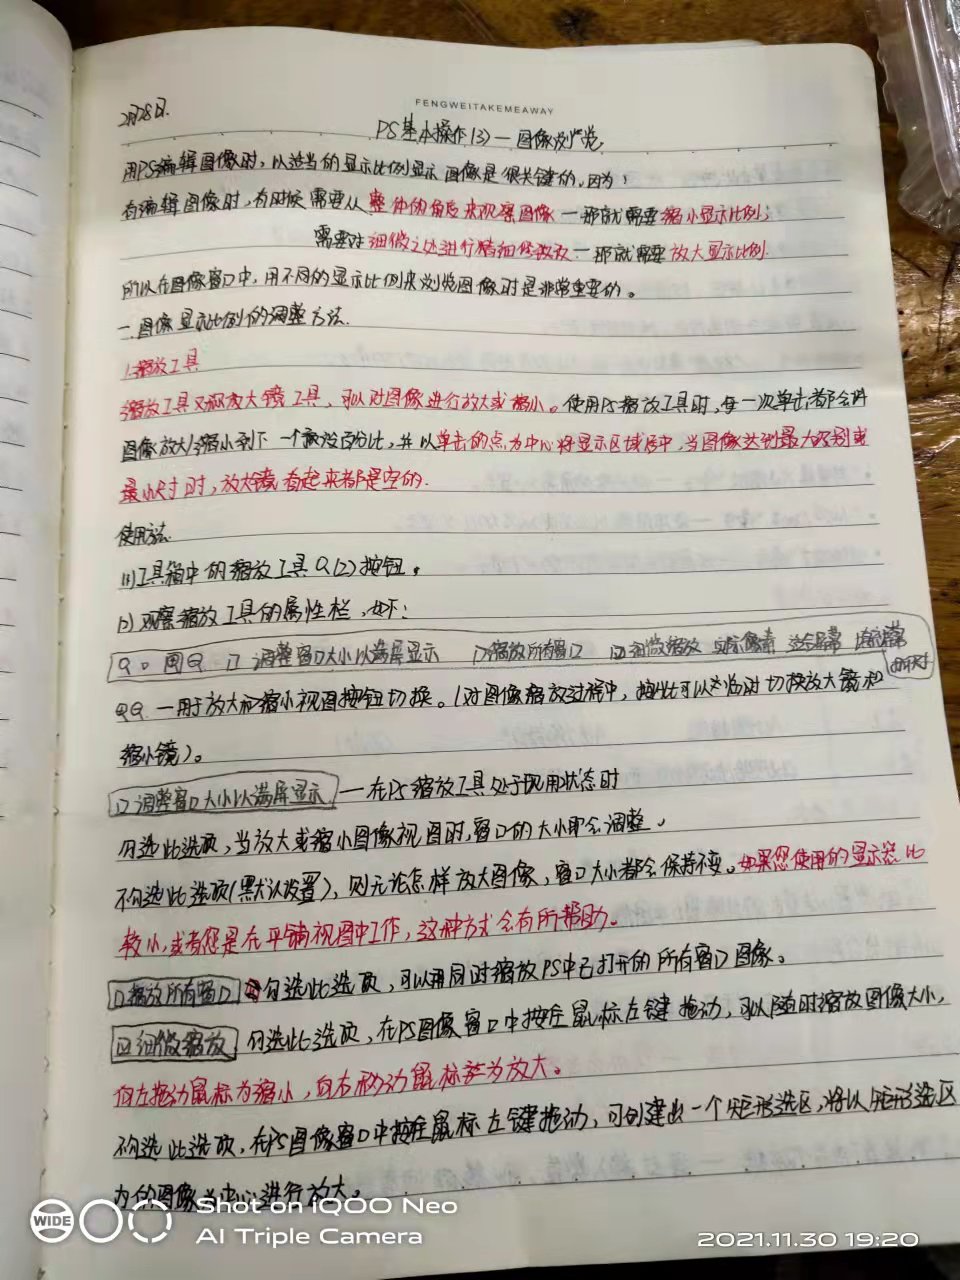 FENGWEITAKEMEAWAY
2月28日.
PS基本操作(3)—图像浏览
用PS编辑图像时，以适当的显示比例显示图像是很关键的，因为：
有编辑图像时，有时候需要从整体的角度来观察图像—那就需要缩小显示比例；
需要对细微之处进行精细修改—那就需要放大显示比例.
所以在图像窗口中，用不同的显示比例来浏览图像时是非常重要的。
一.图像显示比例的调整方法.
1.缩放工具
缩放工具又称放大镜工具，可以对图像进行放大或缩小。使用PS缩放工具时，每一次单击都会将
图像放大/缩小到下一个预设百分比，并以单击的点为中心将显示区域居中，当图像达到最大级别或
最小尺寸时，放大镜看起来都是空的.
使用方法.
(1)工具箱中的缩放工具Q(Z)按钮。
(2)观察缩放工具的属性栏，如下：
口 调整窗口大小以满屏显示 口缩放所有窗口 细微缩放 实际像素 适合屏幕
QQ —用于放大和缩小视图按钮切换。(对图像缩放过程中，按Alt可以临时切换放大镜和
缩小镜)。
口 调整窗口大小以满屏显示 — 在PS缩放工具处于现用状态时
勾选此选项，当放大或缩小图像视图时，窗口的大小即会调整。
不勾选此选项(默认设置)，则无论怎样放大图像，窗口大小都会保持不变。如果您使用的显示器比
较小，或者您是在平铺视图中工作，这种方式会有所帮助。
口缩放所有窗口 勾选此选项，可以用同时缩放PS中已打开的所有窗口图像。
细微缩放 勾选此选项，在PS图像窗口中按住鼠标左键拖动，可以随时缩放图像大小，
向左拖动鼠标为缩小，向右移动鼠标为放大。
不勾选此选项，在PS图像窗口中按住鼠标左键拖动，可创建出一个矩形选区，将以矩形选区
内的图像为中心进行放大。
WIDE
Shot on iQOO Neo
AI Triple Camera
2021.11.30 19:20